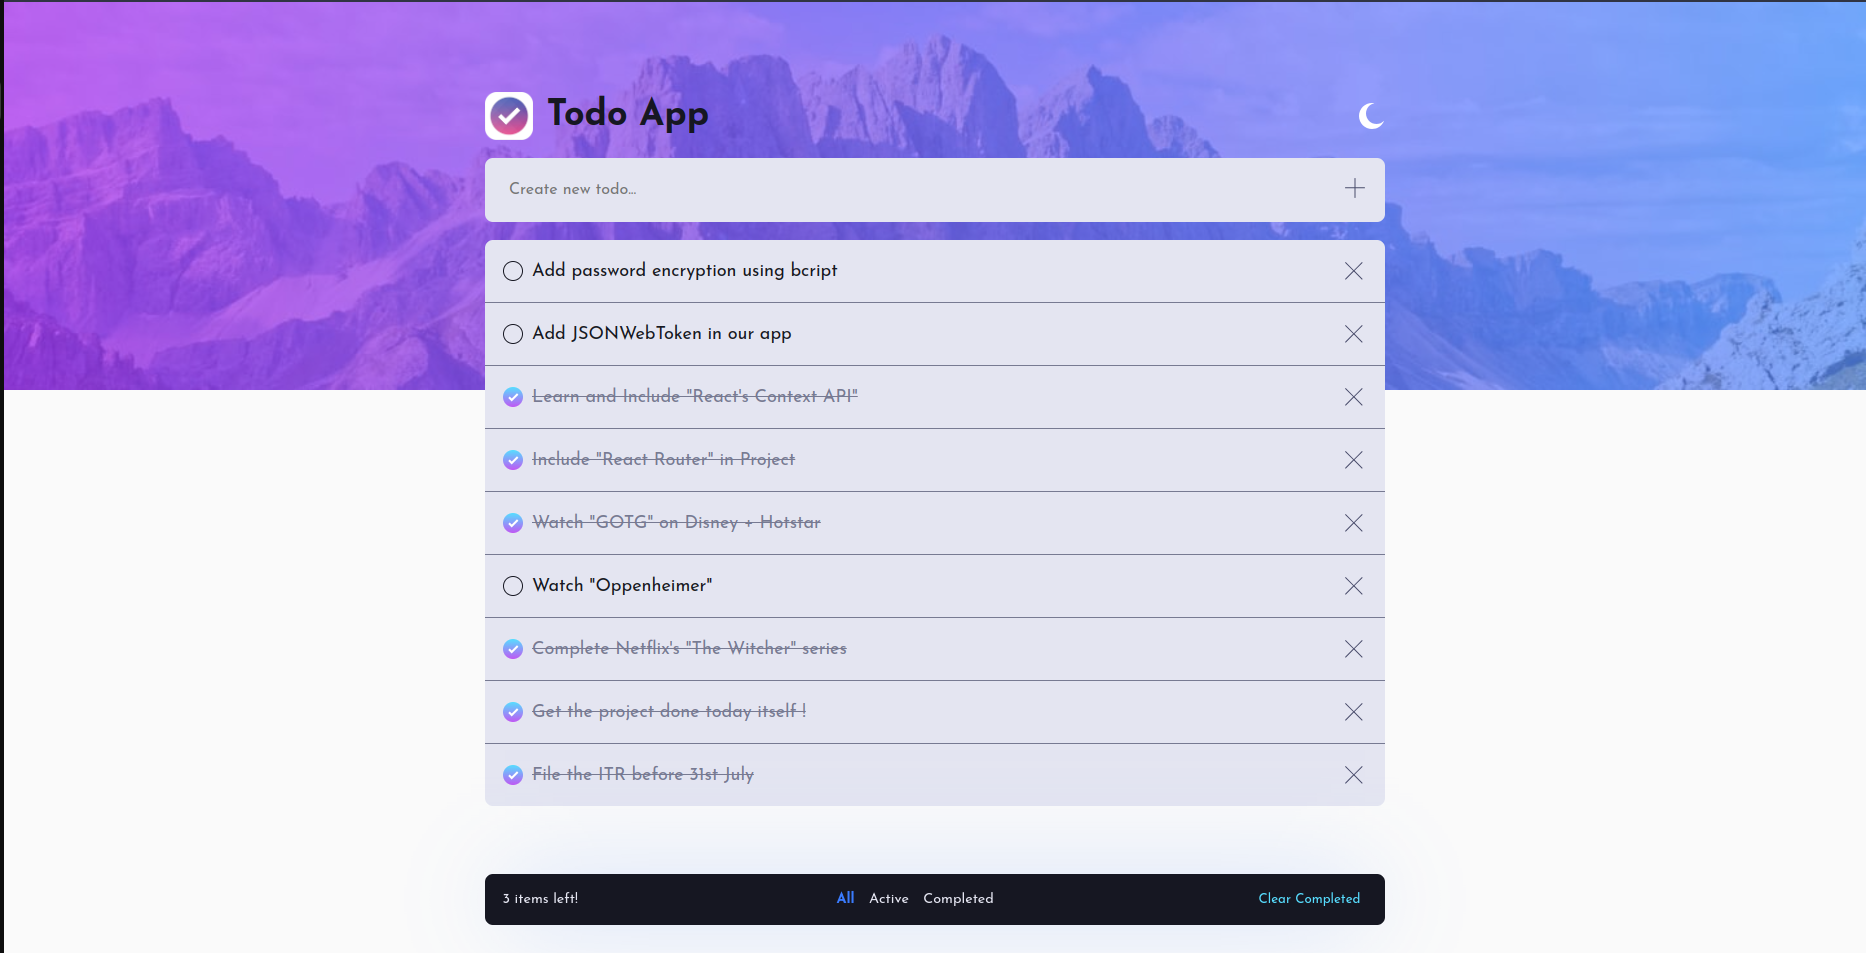 Todo App
Create new todo...
Add password encryption using bcript
Add JSONWebToken in our app
Learn and Include "React's Context API"
Include "React Router" in Project
Watch "GOTG" on Disney + Hotstar
Watch "Oppenheimer"
Complete Netflix's "The Witcher" series
Get the project done today itself !
File the ITR before 31st July
3 items left! All Active Completed Clear Completed